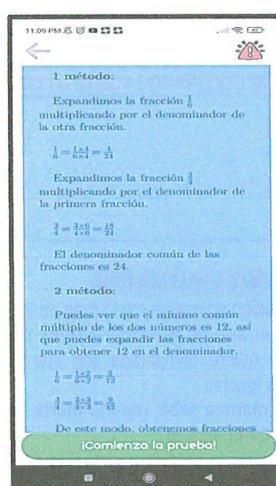 11:09 PM
1 método:
Expandimos la fracción 1/6
multiplicando por el denominador de
la otra fracción.
1/6 = 1×4/6×4 = 4/24
Expandimos la fracción 3/4
multiplicando por el denominador de
la primera fracción.
3/4 = 3×6/4×6 = 18/24
El denominador común de las
fracciones es 24.
2 método:
Puedes ver que el mínimo común
múltiplo de los dos números es 12, así
que puedes expandir las fracciones
para obtener 12 en el denominador.
1/6 = 1×2/6×2 = 2/12
3/4 = 3×3/4×3 = 9/12
De este modo, obtenemos fracciones
¡Comienza la prueba!